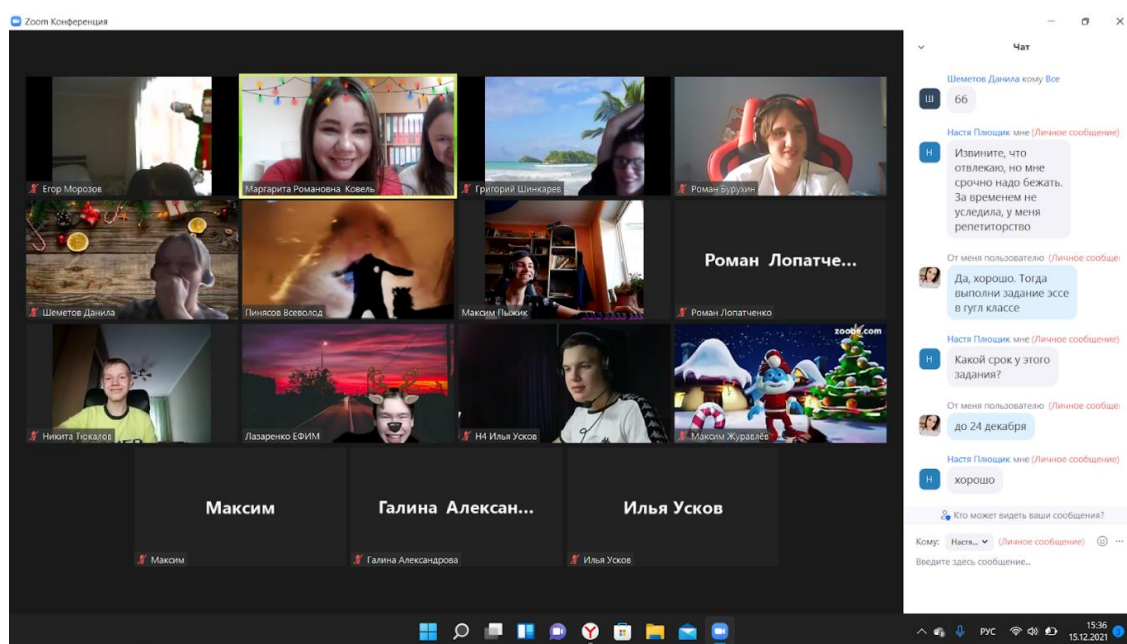 Zoom Конференция
Егор Морозов
Маргарита Романовна Ковель
Григорий Шинкарев
Роман Бурухин
Шеметов Данила
Пинясов Всеволод
Максим Пыжик
Роман Лопатче...
Роман Лопатченко
Никита Тюкалов
Лазаренко ЕФИМ
Н4 Илья Усков
zoobe.com
Максим Журавлёв
Максим
Максим
Галина Алексан...
Галина Александрова
Илья Усков
Илья Усков
Чат
Шеметов Данила кому Все
Ш
66
Настя Плющик мне (Личное сообщение)
Н
Извините, что
отвлекаю, но мне
срочно надо бежать.
За временем не
уследила, у меня
репетиторство
От меня пользователю (Личное сообще
Да, хорошо. Тогда
выполни задание эссе
в гугл классе
Настя Плющик мне (Личное сообщение)
Н
Какой срок у этого
задания?
От меня пользователю (Личное сообще
до 24 декабря
Настя Плющик мне (Личное сообщение)
Н
хорошо
Кто может видеть ваши сообщения?
Кому: Настя... (Личное сообщение)
Введите здесь сообщение...
РУС
15:36
15.12.2021
3